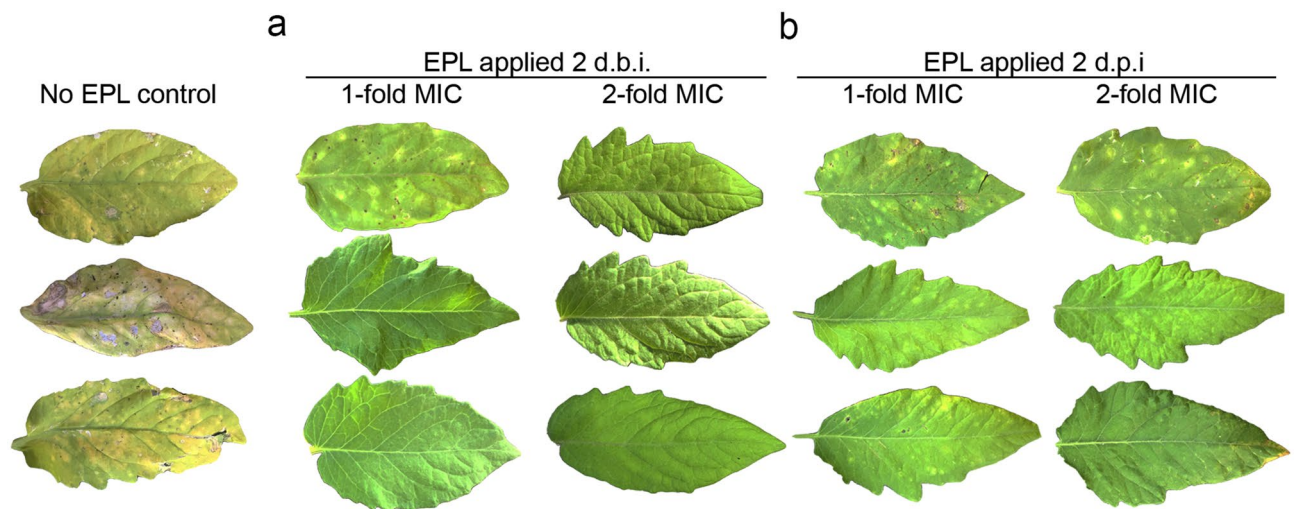 a
b
EPL applied 2 d.b.i.
EPL applied 2 d.p.i
No EPL control
1-fold MIC
2-fold MIC
1-fold MIC
2-fold MIC